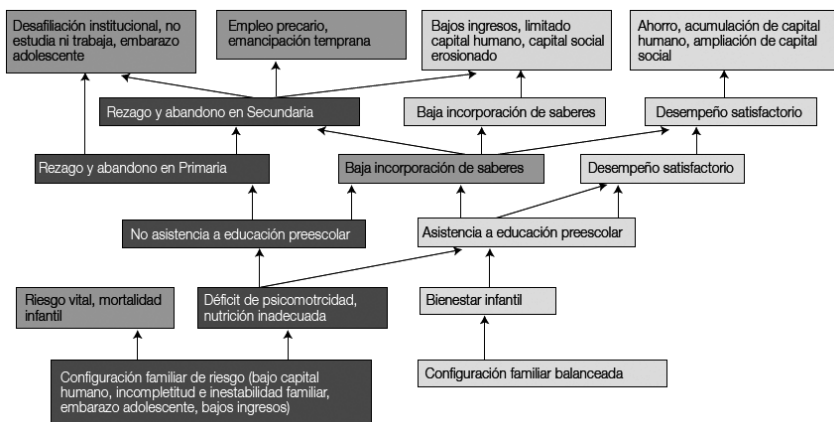 Desafiliación institucional, no
estudia ni trabaja, embarazo
adolescente
Empleo precario,
emancipación temprana
Bajos ingresos, limitado
capital humano, capital social
erosionado
Ahorro, acumulación de capital
humano, ampliación de capital
social
Rezago y abandono en Secundaria
Baja incorporación de saberes
Desempeño satisfactorio
Rezago y abandono en Primaria
Baja incorporación de saberes
Desempeño satisfactorio
No asistencia a educación preescolar
Asistencia a educación preescolar
Riesgo vital, mortalidad
infantil
Déficit de psicomotrcidad,
nutrición inadecuada
Bienestar infantil
Configuración familiar de riesgo (bajo capital
humano, incompletitud e inestabilidad familiar,
embarazo adolescente, bajos ingresos)
Configuración familiar balanceada